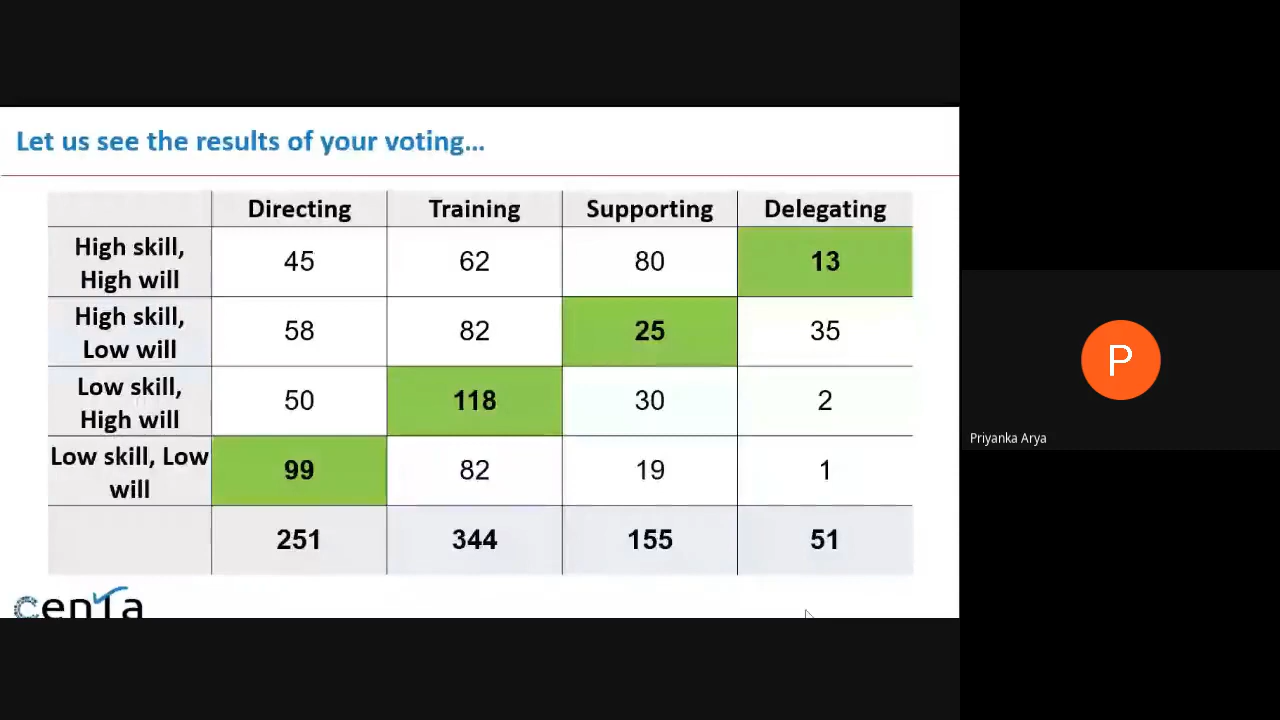 Let us see the results of your voting...
Directing Training Supporting Delegating
High skill,
High will 45 62 80 13
High skill,
Low will 58 82 25 35
Low skill,
High will 50 118 30 2
Low skill, Low
will 99 82 19 1
251 344 155 51
cenTa
P
Priyanka Arya